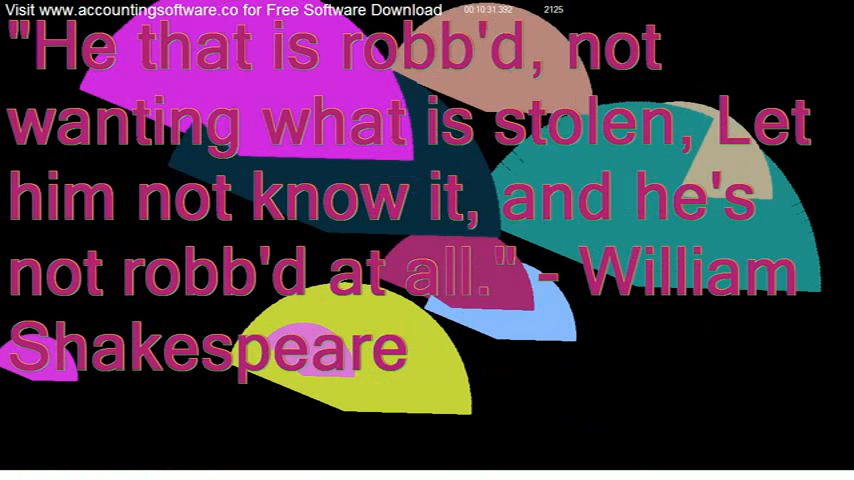 Visit www.accountingsoftware.co for Free Software Download 00:10:31.392 2125
"He that is robb'd, not
wanting what is stolen, Let
him not know it, and he's
not robb'd at all." - William
Shakespeare